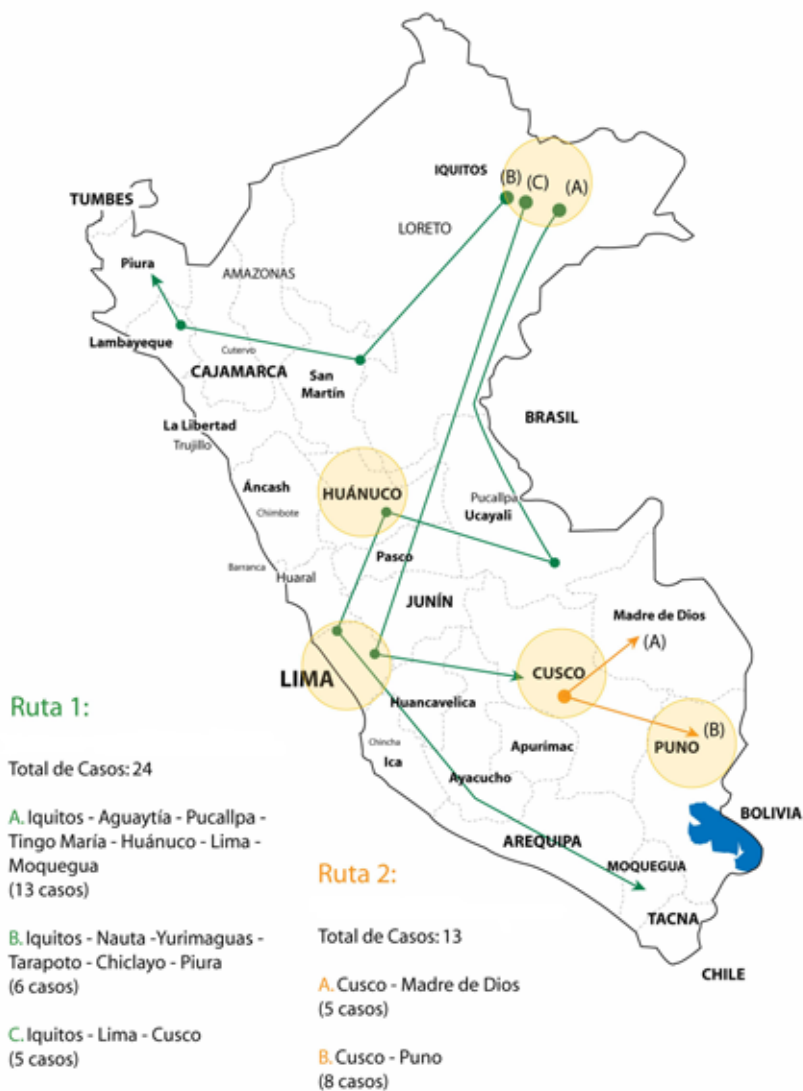 IQUITOS
(B)
(C)
(A)
TUMBES
LORETO
Piura
AMAZONAS
Lambayeque
Cutervo
CAJAMARCA
San
Martín
BRASIL
La Libertad
Trujillo
Áncash
HUÁNUCO
Pucallpa
Ucayali
Chimbote
Pasco
Barranca
Huaral
JUNÍN
Madre de Dios
(A)
LIMA
CUSCO
Huancavelica
(B)
PUNO
Chincha
Ica
Apurimac
Ayacucho
BOLIVIA
AREQUIPA
MOQUEGUA
TACNA
CHILE
Ruta 1:
Total de Casos: 24
A. Iquitos - Aguaytía - Pucallpa -
Tingo María - Huánuco - Lima -
Moquegua
(13 casos)
B. Iquitos - Nauta -Yurimaguas -
Tarapoto - Chiclayo - Piura
(6 casos)
C. Iquitos - Lima - Cusco
(5 casos)
Ruta 2:
Total de Casos: 13
A. Cusco - Madre de Dios
(5 casos)
B. Cusco - Puno
(8 casos)